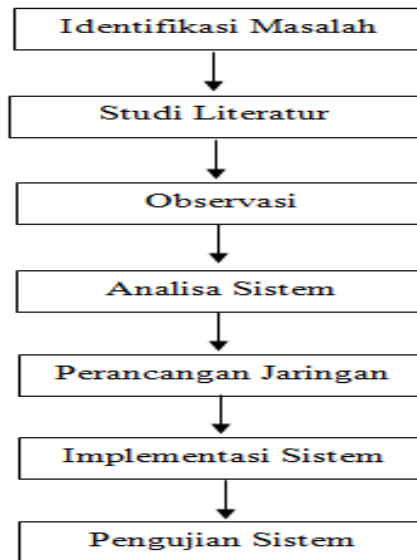 Identifikasi Masalah
Studi Literatur
Observasi
Analisa Sistem
Perancangan Jaringan
Implementasi Sistem
Pengujian Sistem